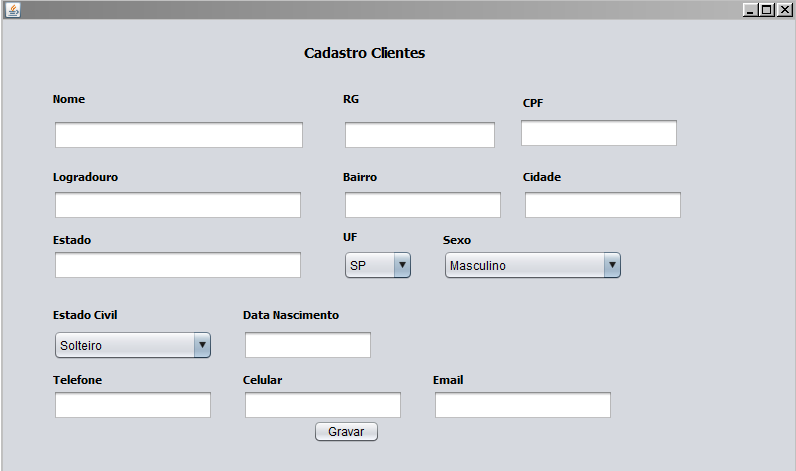 Cadastro Clientes
Nome RG CPF
Logradouro Bairro Cidade
Estado UF Sexo
SP Masculino
Estado Civil Data Nascimento
Solteiro
Telefone Celular Email
Gravar